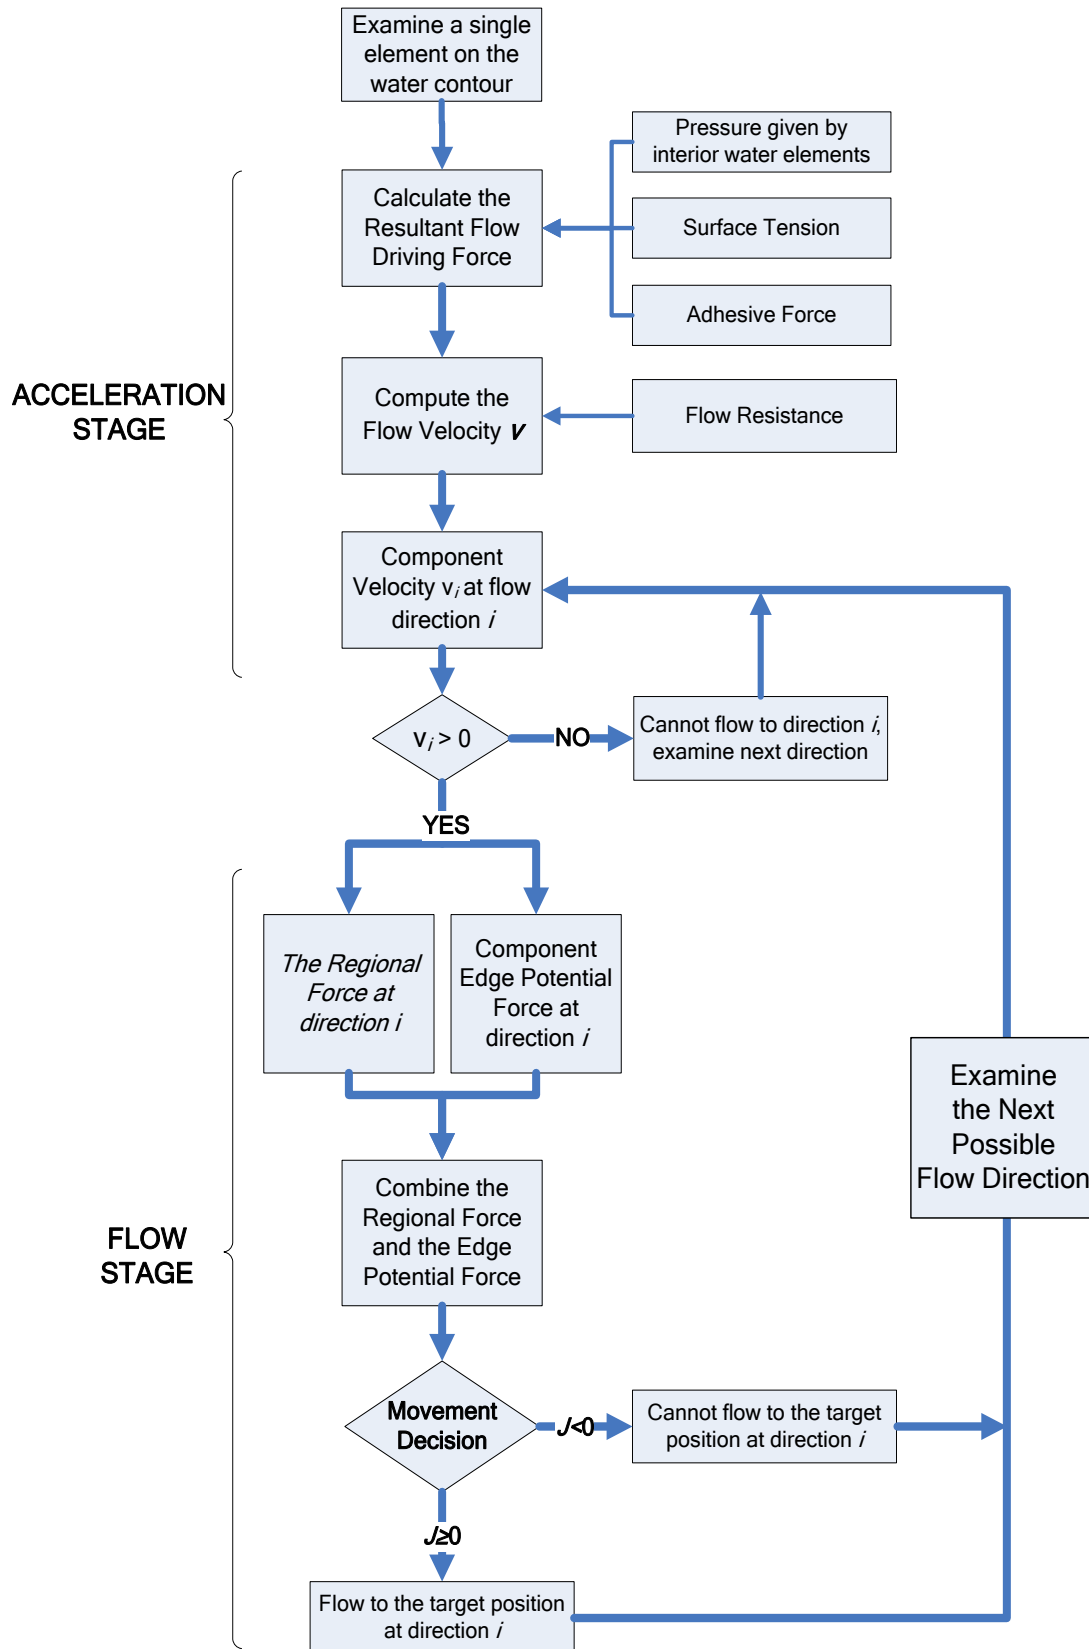 Examine a single
element on the
water contour
Pressure given by
interior water elements
Calculate the
Resultant Flow
Driving Force
Surface Tension
Adhesive Force
ACCELERATION
STAGE
Compute the
Flow Velocity V
Flow Resistance
Component
Velocity vi at flow
direction i
vi > 0
NO
Cannot flow to direction i,
examine next direction
YES
The Regional
Force at
direction i
Component
Edge Potential
Force at
direction i
Examine
the Next
Possible
Flow Direction
FLOW
STAGE
Combine the
Regional Force
and the Edge
Potential Force
Movement
Decision
J<0
Cannot flow to the target
position at direction i
J≥0
Flow to the target position
at direction i